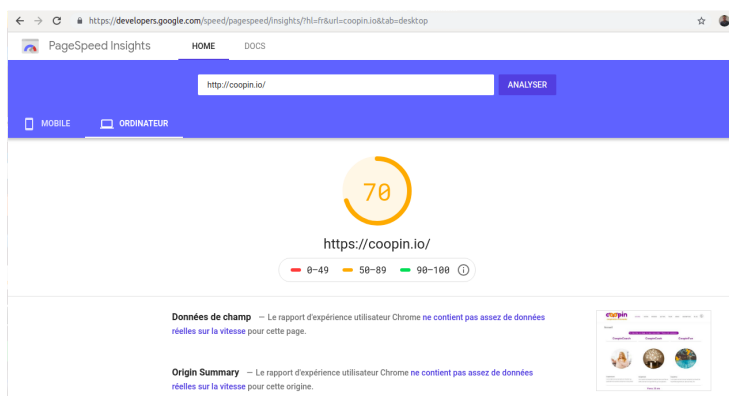 https://developers.google.com/speed/pagespeed/insights/?hl=fr&url=coopin.io&tab=desktop
PageSpeed Insights HOME DOCS
http://coopin.io/ ANALYSER
MOBILE ORDINATEUR
70
https://coopin.io/
0–49 50–89 90–100
Données de champ — Le rapport d'expérience utilisateur Chrome ne contient pas assez de données
réelles sur la vitesse pour cette page.
Origin Summary — Le rapport d'expérience utilisateur Chrome ne contient pas assez de données
réelles sur la vitesse pour cette origine.
coopin